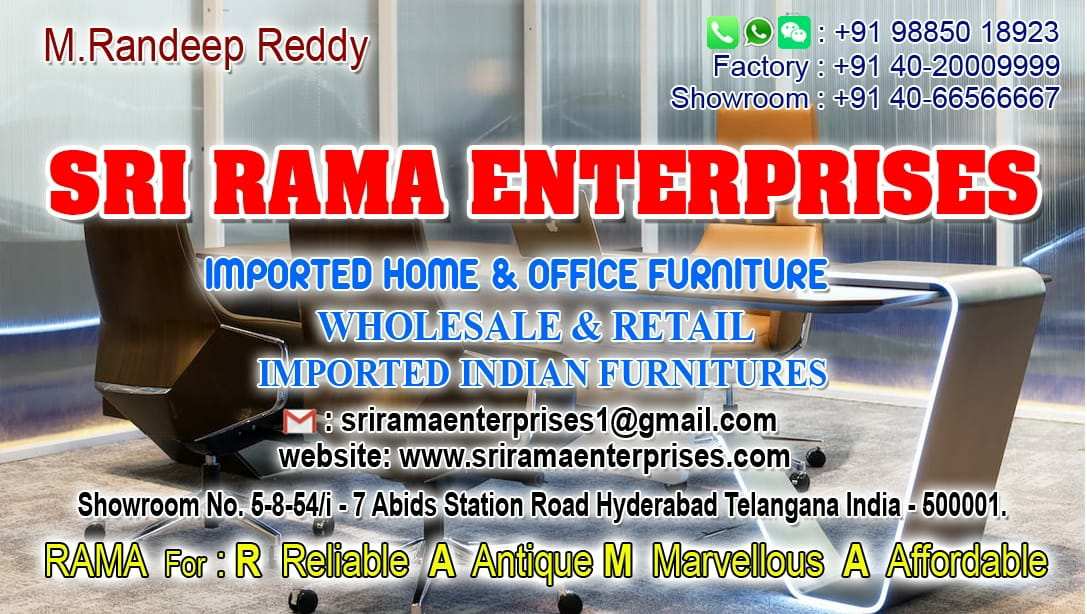 M.Randeep Reddy
: +91 98850 18923
Factory : +91 40-20009999
Showroom : +91 40-66566667
SRI RAMA ENTERPRISES
IMPORTED HOME & OFFICE FURNITURE
WHOLESALE & RETAIL
IMPORTED INDIAN FURNITURES
: sriramaenterprises1@gmail.com
website: www.sriramaenterprises.com
Showroom No. 5-8-54/i - 7 Abids Station Road Hyderabad Telangana India - 500001.
RAMA For : R Reliable A Antique M Marvellous A Affordable